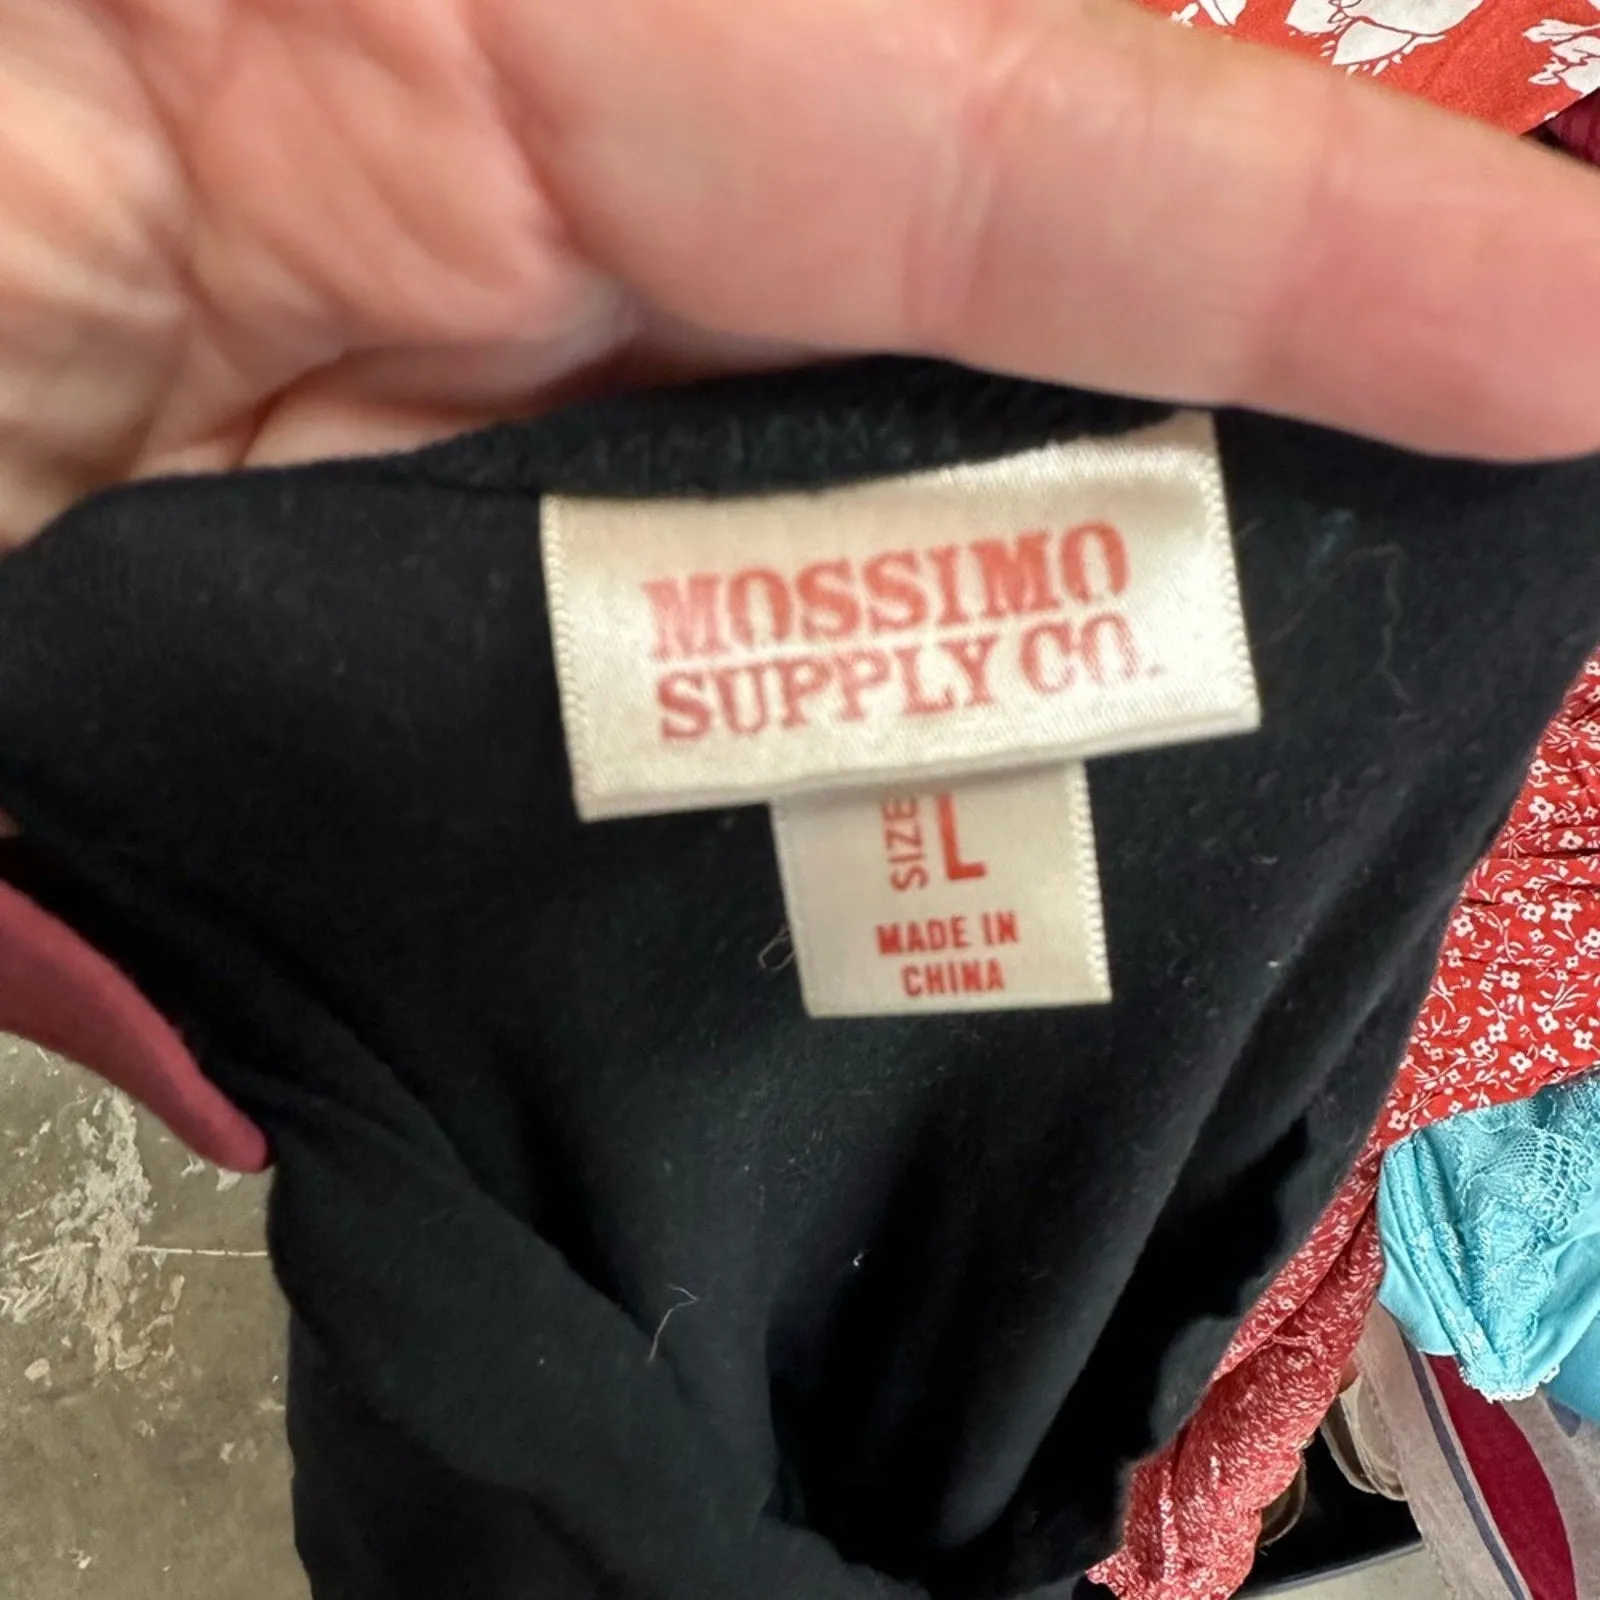 MOSSIMO
SUPPLY CO.
SIZE L
MADE IN
CHINA